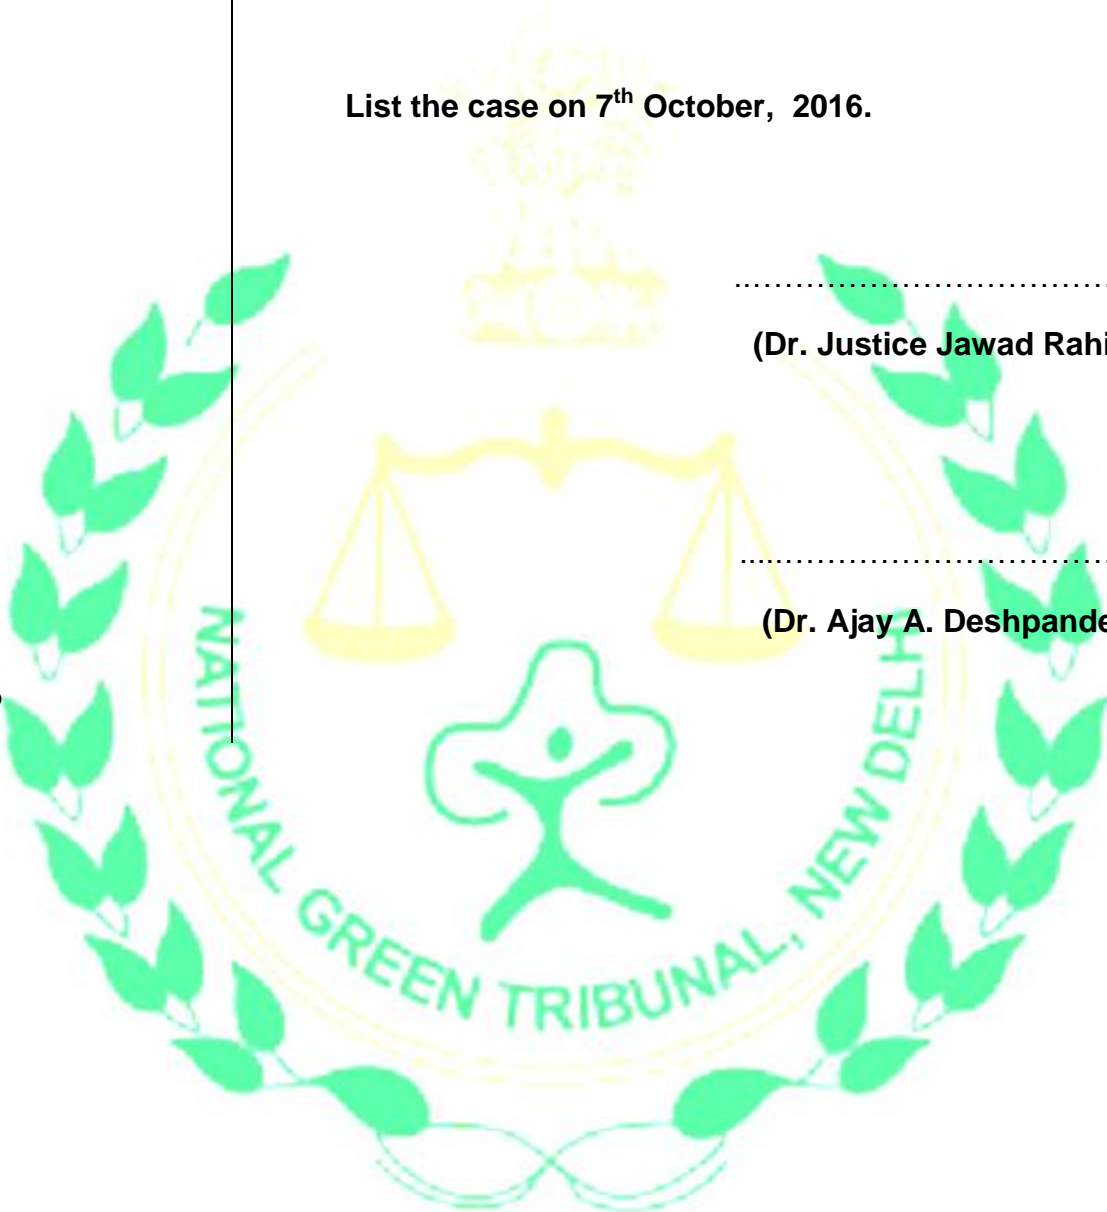 List the case on 7th October, 2016.
……………………………
(Dr. Justice Jawad Rahi
……………………………
(Dr. Ajay A. Deshpande
NATIONAL GREEN TRIBUNAL, NEW DELHI